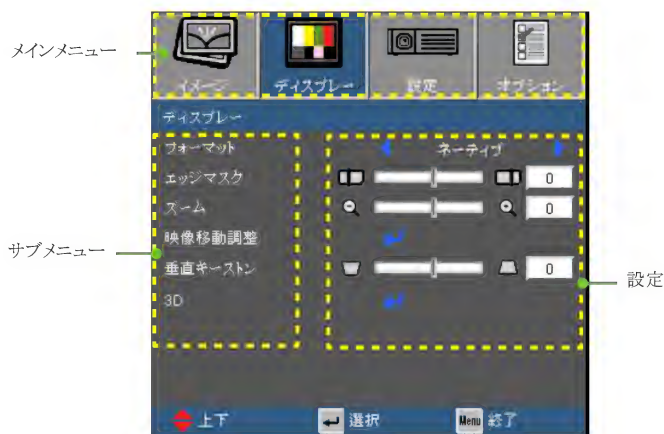 メインメニュー
イメージ ディスプレー 設定 オプション
ディスプレー
フォーマット ネーティブ
エッジマスク 0
ズーム 0
映像移動調整
サブメニュー
垂直キーストン 0
設定
3D
上下 選択 Menu 終了